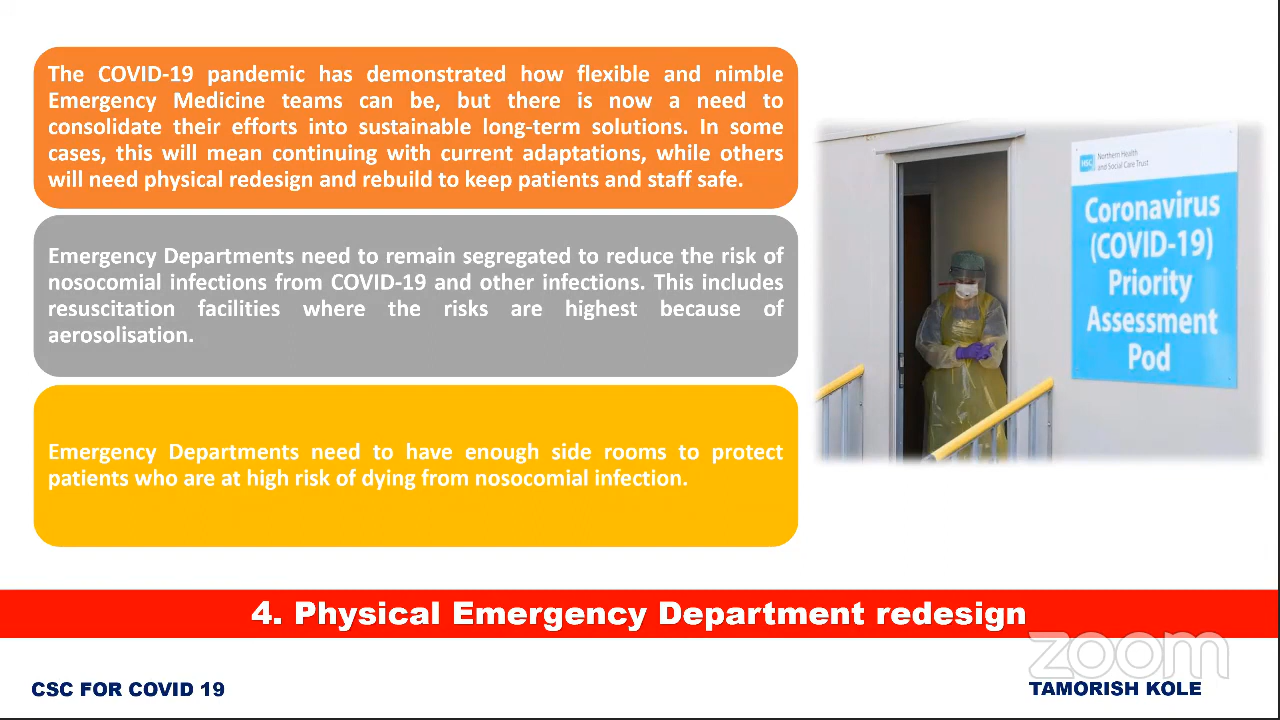 The COVID-19 pandemic has demonstrated how flexible and nimble
Emergency Medicine teams can be, but there is now a need to
consolidate their efforts into sustainable long-term solutions. In some
cases, this will mean continuing with current adaptations, while others
will need physical redesign and rebuild to keep patients and staff safe.
Emergency Departments need to remain segregated to reduce the risk of
nosocomial infections from COVID-19 and other infections. This includes
resuscitation facilities where the risks are highest because of
aerosolisation.
Emergency Departments need to have enough side rooms to protect
patients who are at high risk of dying from nosocomial infection.
HSC Northern Health
and Social Care Trust
Coronavirus
(COVID-19)
Priority
Assessment
Pod
4. Physical Emergency Department redesign
zoom
CSC FOR COVID 19
TAMORISH KOLE